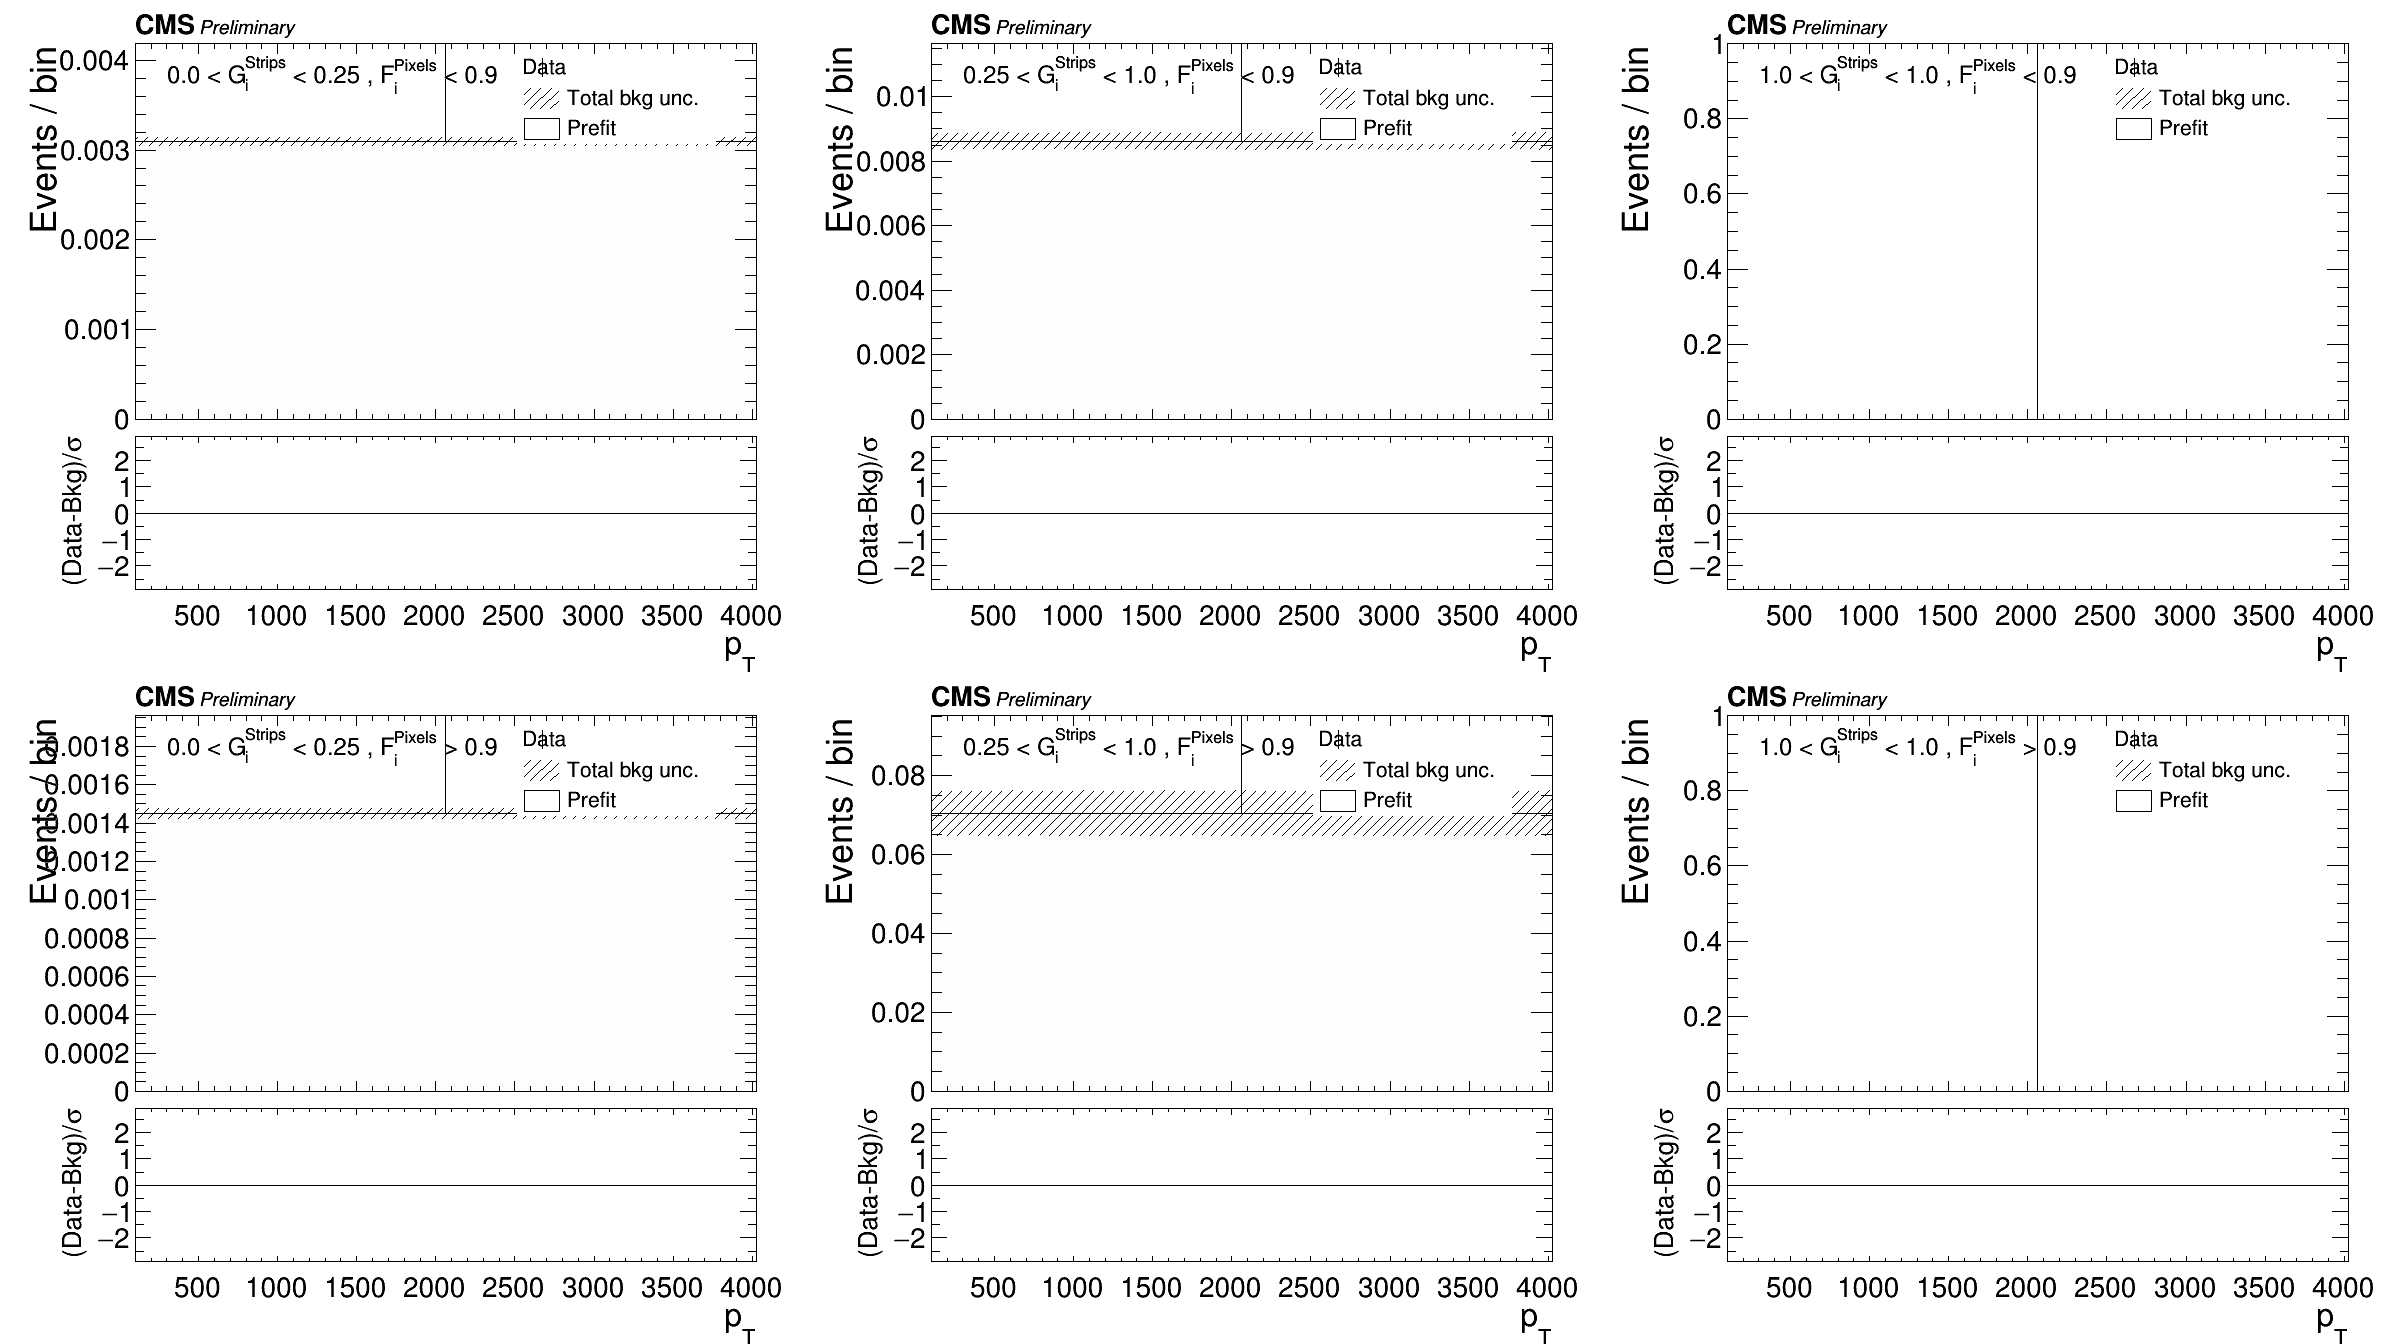 CMS Preliminary
Events / bin
0.0 < G_i^Strips < 0.25 , F_i^Pixels < 0.9
Data
Total bkg unc.
Prefit
0.004
0.003
0.002
0.001
0
(Data-Bkg)/σ
2
1
0
−1
−2
500 1000 1500 2000 2500 3000 3500 4000
p_T
CMS Preliminary
Events / bin
0.25 < G_i^Strips < 1.0 , F_i^Pixels < 0.9
Data
Total bkg unc.
Prefit
0.01
0.008
0.006
0.004
0.002
0
(Data-Bkg)/σ
2
1
0
−1
−2
500 1000 1500 2000 2500 3000 3500 4000
p_T
CMS Preliminary
Events / bin
1.0 < G_i^Strips < 1.0 , F_i^Pixels < 0.9
Data
Total bkg unc.
Prefit
1
0.8
0.6
0.4
0.2
0
(Data-Bkg)/σ
2
1
0
−1
−2
500 1000 1500 2000 2500 3000 3500 4000
p_T
CMS Preliminary
Events / bin
0.0 < G_i^Strips < 0.25 , F_i^Pixels > 0.9
Data
Total bkg unc.
Prefit
0.0018
0.0016
0.0014
0.0012
0.001
0.0008
0.0006
0.0004
0.0002
0
(Data-Bkg)/σ
2
1
0
−1
−2
500 1000 1500 2000 2500 3000 3500 4000
p_T
CMS Preliminary
Events / bin
0.25 < G_i^Strips < 1.0 , F_i^Pixels > 0.9
Data
Total bkg unc.
Prefit
0.08
0.06
0.04
0.02
0
(Data-Bkg)/σ
2
1
0
−1
−2
500 1000 1500 2000 2500 3000 3500 4000
p_T
CMS Preliminary
Events / bin
1.0 < G_i^Strips < 1.0 , F_i^Pixels > 0.9
Data
Total bkg unc.
Prefit
1
0.8
0.6
0.4
0.2
0
(Data-Bkg)/σ
2
1
0
−1
−2
500 1000 1500 2000 2500 3000 3500 4000
p_T